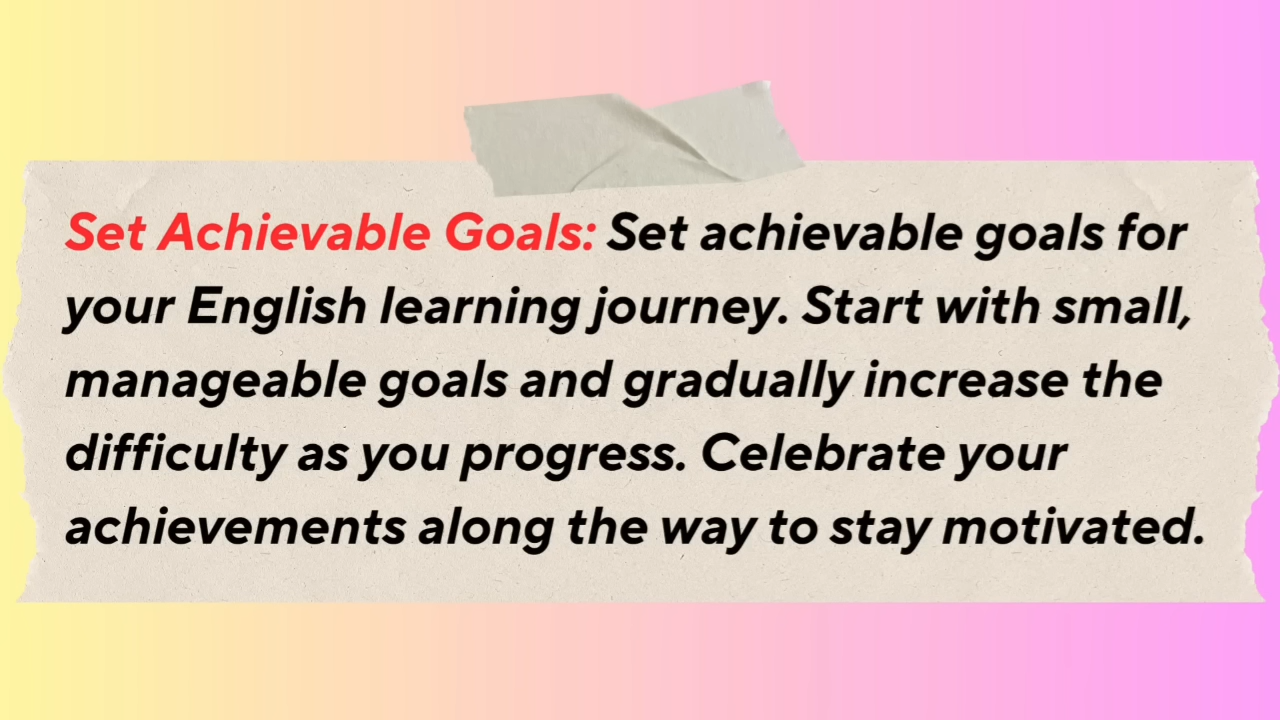 Set Achievable Goals: Set achievable goals for
your English learning journey. Start with small,
manageable goals and gradually increase the
difficulty as you progress. Celebrate your
achievements along the way to stay motivated.